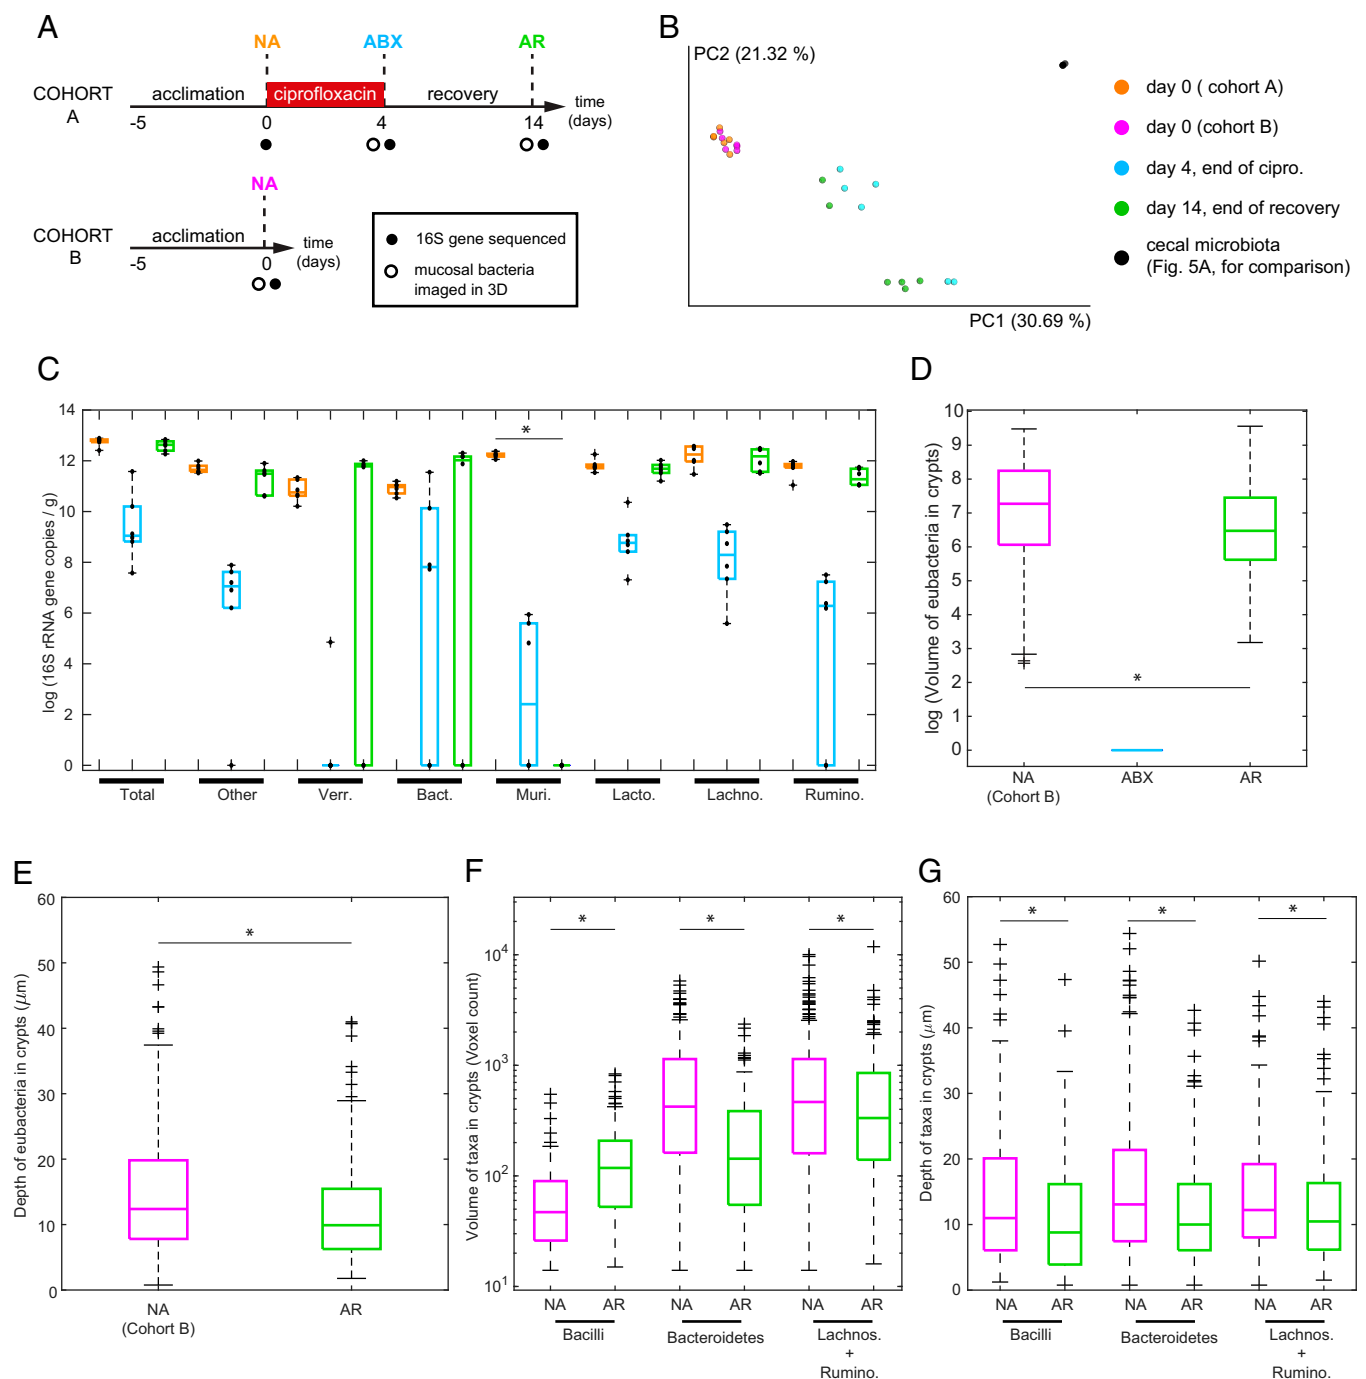 A
NA ABX AR
COHORT A
acclimation ciprofloxacin recovery
time (days)
-5 0 4 14
NA
COHORT B
acclimation
time (days)
-5 0
16S gene sequenced
mucosal bacteria
imaged in 3D
B
PC2 (21.32 %)
PC1 (30.69 %)
day 0 ( cohort A)
day 0 (cohort B)
day 4, end of cipro.
day 14, end of recovery
cecal microbiota
(Fig. 5A, for comparison)
C
log (16S rRNA gene copies / g)
14
12
10
8
6
4
2
0
*
Total Other Verr. Bact. Muri. Lacto. Lachno. Rumino.
D
log (Volume of eubacteria in crypts)
10
9
8
7
6
5
4
3
2
1
0
*
NA ABX AR
(Cohort B)
E
Depth of eubacteria in crypts (μm)
60
50
40
30
20
10
0
*
NA AR
(Cohort B)
F
Volume of taxa in crypts (Voxel count)
10⁴
10³
10²
10¹
* * *
NA AR NA AR NA AR
Bacilli Bacteroidetes Lachnos.
+
Rumino.
G
Depth of taxa in crypts (μm)
60
50
40
30
20
10
0
* * *
NA AR NA AR NA AR
Bacilli Bacteroidetes Lachnos.
+
Rumino.